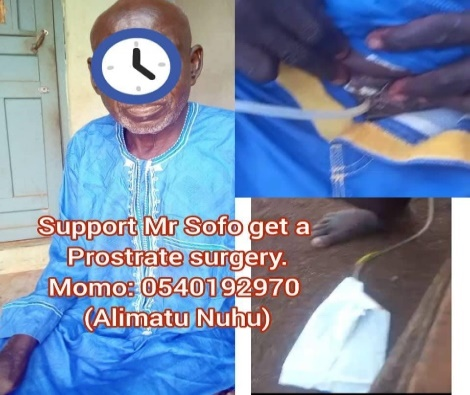 Support Mr Sofo get a
Prostrate surgery.
Momo: 0540192970
(Alimatu Nuhu)